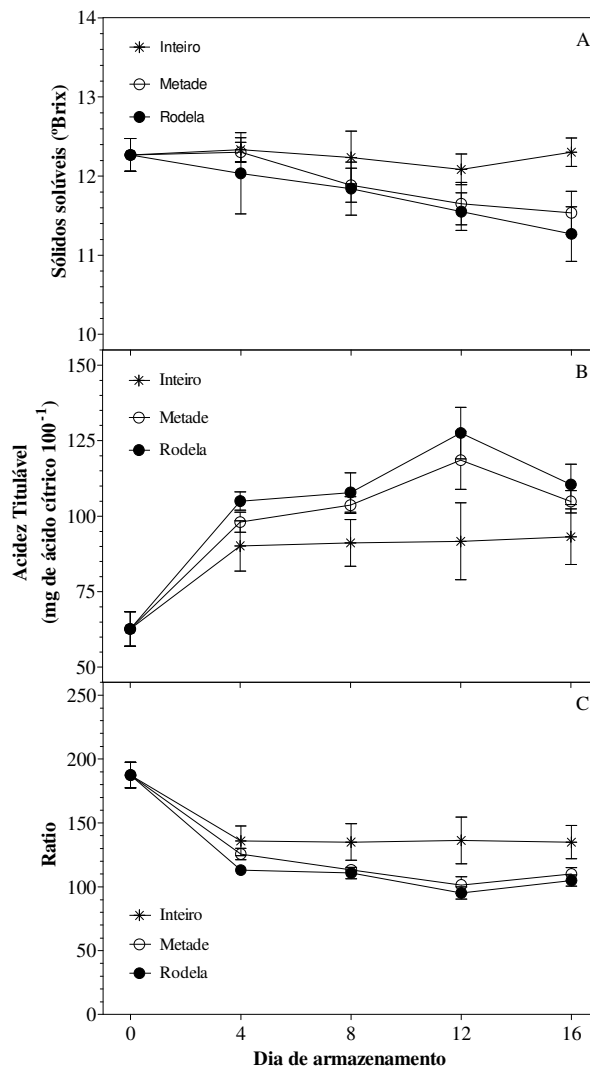 A
Inteiro
Metade
Rodela
Sólidos solúveis (ºBrix)
14
13
12
11
10
B
Inteiro
Metade
Rodela
Acidez Titulável
(mg de ácido cítrico 100⁻¹)
150
125
100
75
50
C
Ratio
250
200
150
100
50
0
Inteiro
Metade
Rodela
0 4 8 12 16
Dia de armazenamento